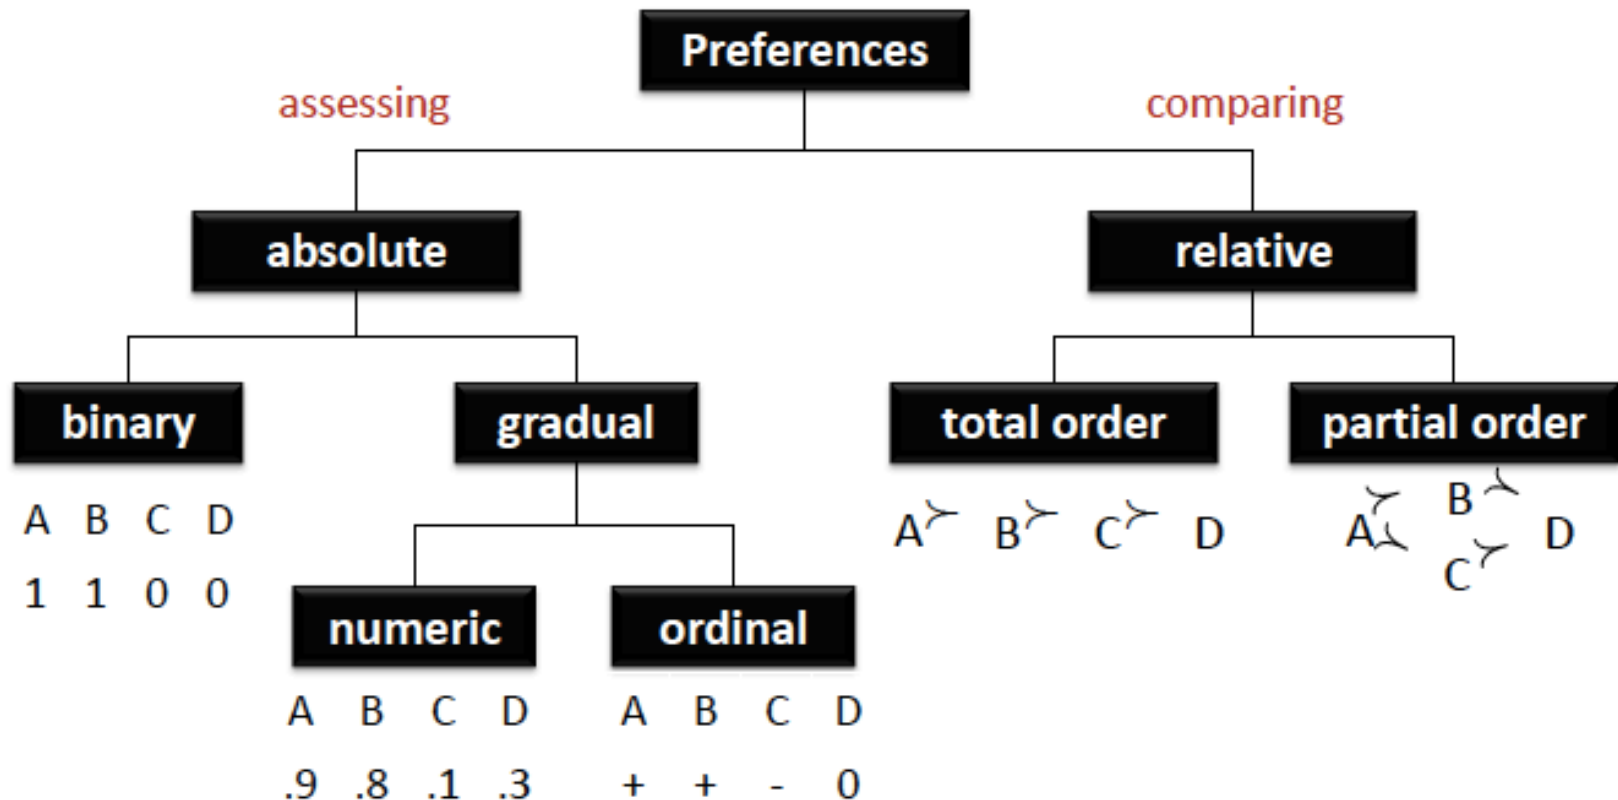 Preferences
assessing
comparing
absolute
relative
binary
gradual
total order
partial order
A B C D
1 1 0 0
A ≻ B ≻ C ≻ D
A ≻ B ≻ D
A ≻ C ≻ D
numeric
ordinal
A B C D
.9 .8 .1 .3
A B C D
+ + - 0